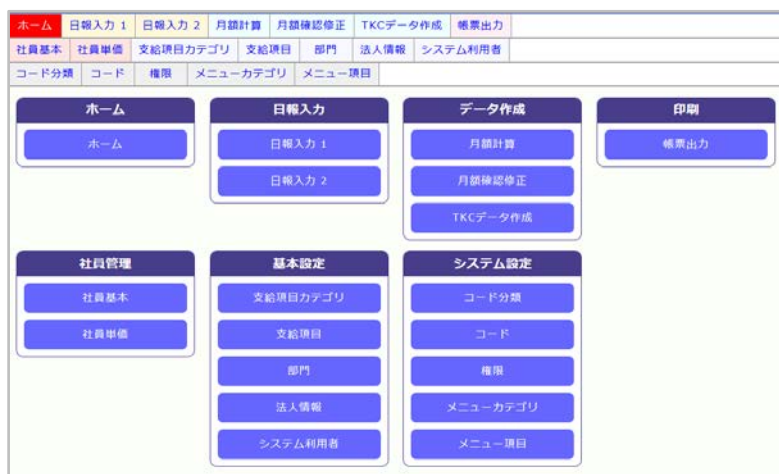 ホーム 日報入力 1 日報入力 2 月額計算 月額確認修正 TKCデータ作成 帳票出力
社員基本 社員単価 支給項目カテゴリ 支給項目 部門 法人情報 システム利用者
コード分類 コード 権限 メニューカテゴリ メニュー項目
ホーム
ホーム
日報入力
日報入力 1
日報入力 2
データ作成
月額計算
月額確認修正
TKCデータ作成
印刷
帳票出力
社員管理
社員基本
社員単価
基本設定
支給項目カテゴリ
支給項目
部門
法人情報
システム利用者
システム設定
コード分類
コード
権限
メニューカテゴリ
メニュー項目